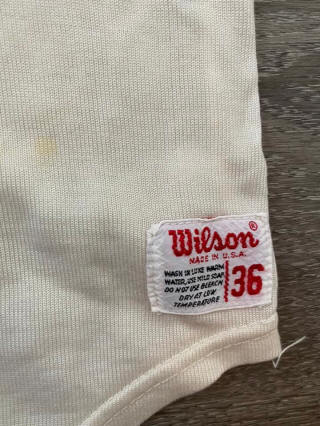 Wilson®
MADE IN U.S.A.
WASH IN LUKE WARM
WATER, USE MILD SOAP
DO NOT USE BLEACH
DRY AT LOW
TEMPERATURE
36